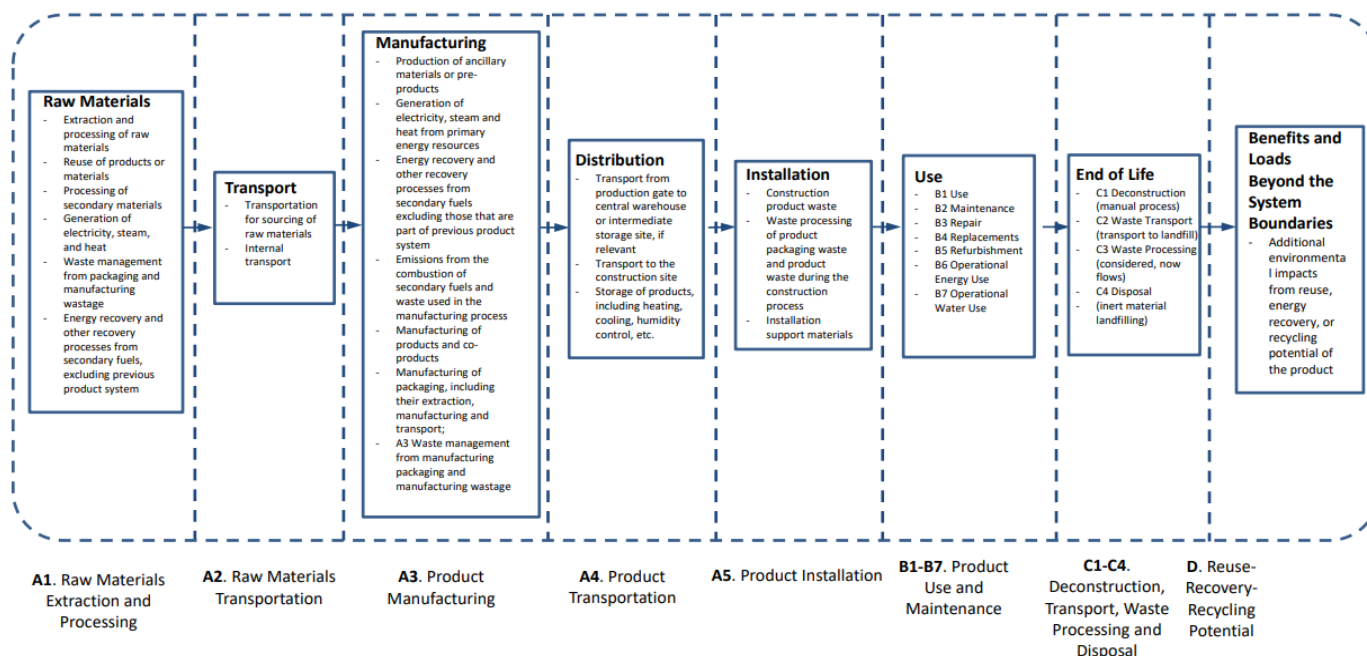 Raw Materials
- Extraction and
processing of raw
materials
- Reuse of products or
materials
- Processing of
secondary materials
- Generation of
electricity, steam,
and heat
- Waste management
from packaging and
manufacturing
wastage
- Energy recovery and
other recovery
processes from
secondary fuels,
excluding previous
product system
Transport
- Transportation
for sourcing of
raw materials
- Internal
transport
Manufacturing
- Production of ancillary
materials or pre-
products
- Generation of
electricity, steam and
heat from primary
energy resources
- Energy recovery and
other recovery
processes from
secondary fuels
excluding those that are
part of previous product
system
- Emissions from the
combustion of
secondary fuels and
waste used in the
manufacturing process
- Manufacturing of
products and co-
products
- Manufacturing of
packaging, including
their extraction,
manufacturing and
transport;
- A3 Waste management
from manufacturing
packaging and
manufacturing wastage
Distribution
- Transport from
production gate to
central warehouse
or intermediate
storage site, if
relevant
- Transport to the
construction site
- Storage of products,
including heating,
cooling, humidity
control, etc.
Installation
- Construction
product waste
- Waste processing
of product
packaging waste
and product
waste during the
construction
process
- Installation
support materials
Use
- B1 Use
- B2 Maintenance
- B3 Repair
- B4 Replacements
- B5 Refurbishment
- B6 Operational
Energy Use
- B7 Operational
Water Use
End of Life
- C1 Deconstruction
(manual process)
- C2 Waste Transport
(transport to landfill)
- C3 Waste Processing
(considered, now
flows)
- C4 Disposal
(inert material
landfilling)
Benefits and
Loads
Beyond the
System
Boundaries
- Additional
environmenta
l impacts
from reuse,
energy
recovery, or
recycling
potential of
the product
A1. Raw Materials
Extraction and
Processing
A2. Raw Materials
Transportation
A3. Product
Manufacturing
A4. Product
Transportation
A5. Product Installation
B1-B7. Product
Use and
Maintenance
C1-C4.
Deconstruction,
Transport, Waste
Processing and
Disposal
D. Reuse-
Recovery-
Recycling
Potential